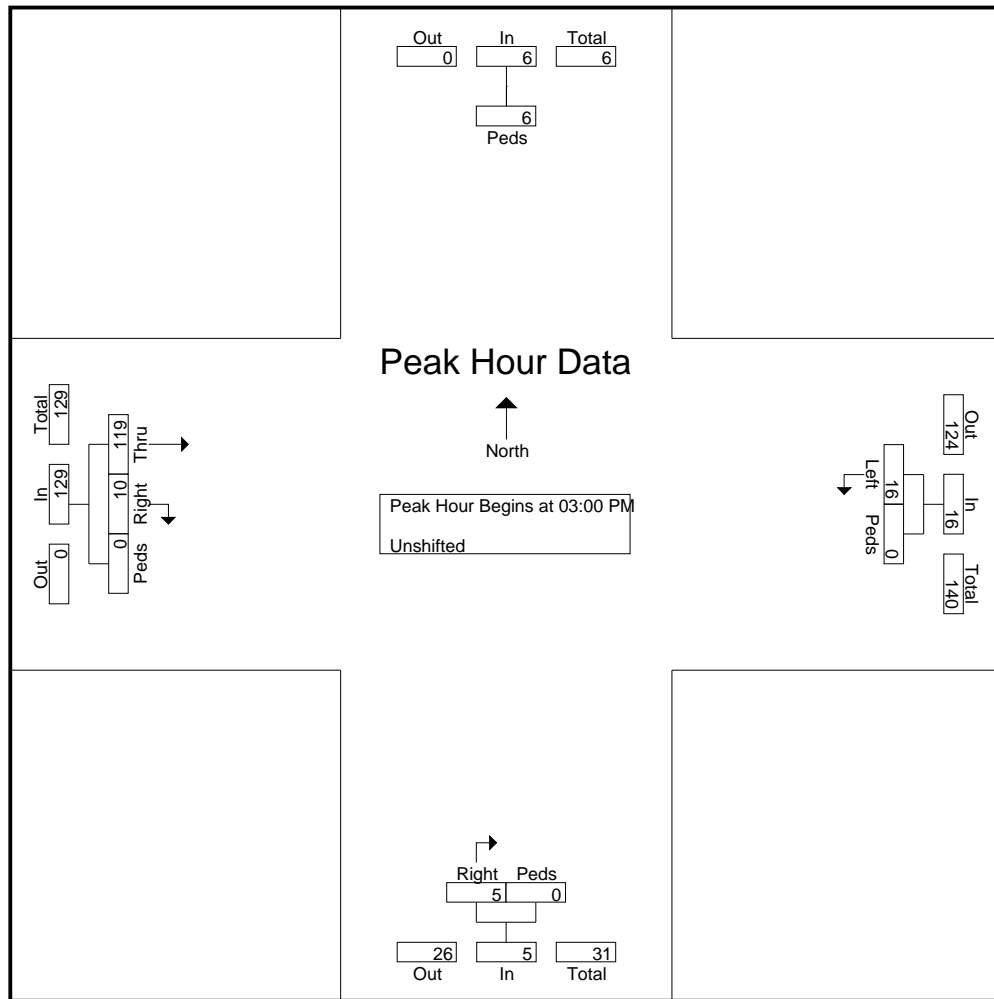 Out In Total
0 6 6
6
Peds
Peak Hour Data
North
Peak Hour Begins at 03:00 PM
Unshifted
Total In Out
129 129 0
119 10 0
Thru Right Peds
Out In Total
124 16 140
Left Peds
16 0
Right Peds
5 0
26 5 31
Out In Total